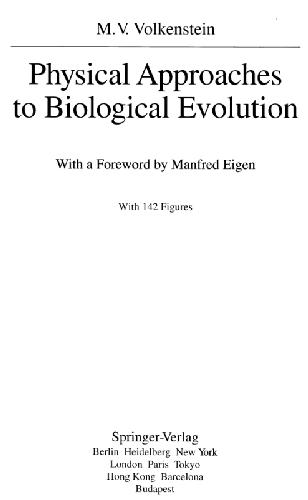 M. V. Volkenstein
Physical Approaches
to Biological Evolution
With a Foreword by Manfred Eigen
With 142 Figures
Springer-Verlag
Berlin Heidelberg New York
London Paris Tokyo
Hong Kong Barcelona
Budapest